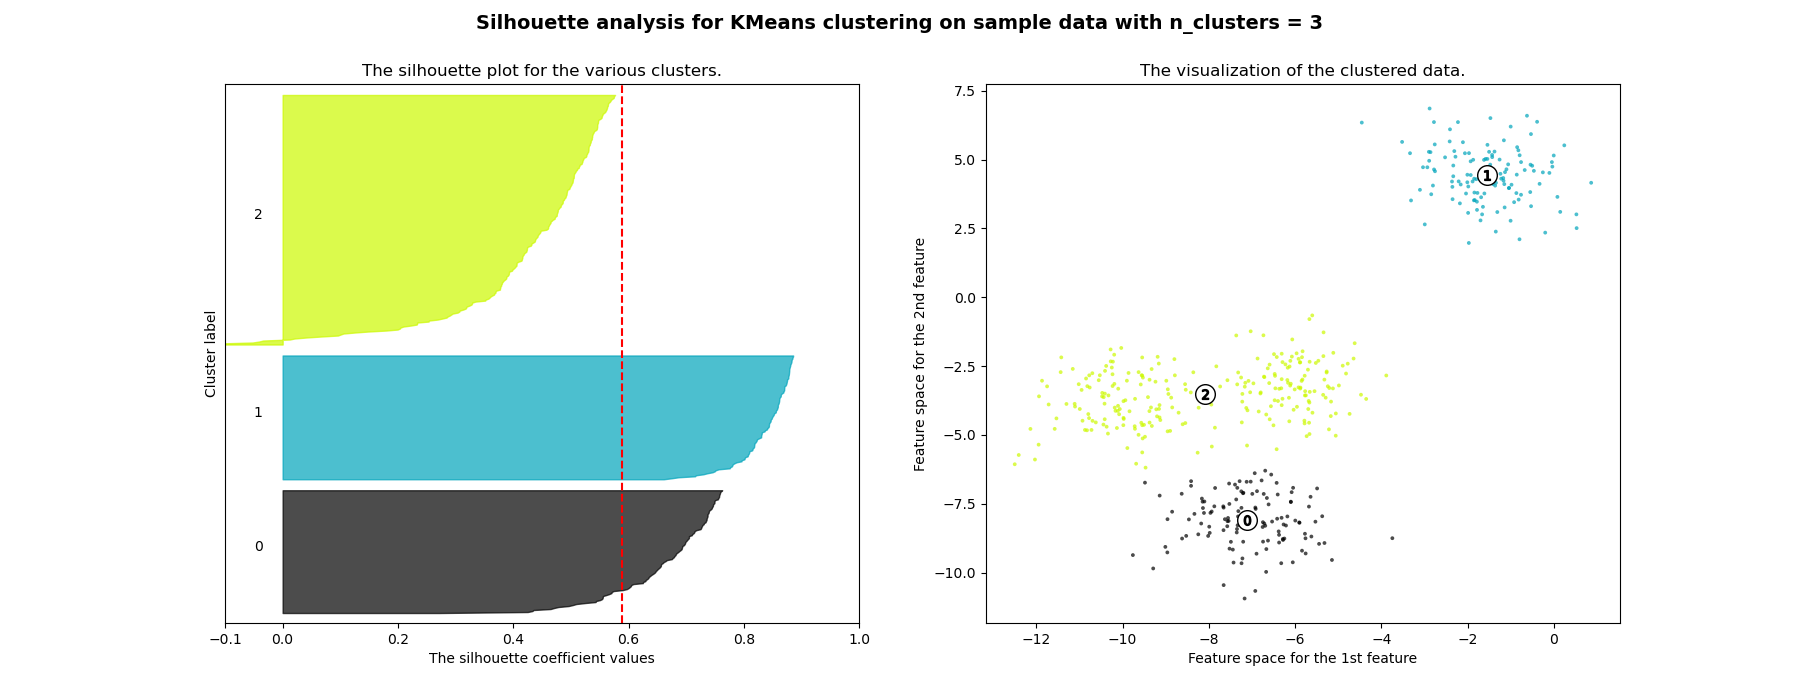 Silhouette analysis for KMeans clustering on sample data with n_clusters = 3
The silhouette plot for the various clusters.
Cluster label
2
1
0
−0.1 0.0 0.2 0.4 0.6 0.8 1.0
The silhouette coefficient values
The visualization of the clustered data.
Feature space for the 2nd feature
7.5
5.0
2.5
0.0
−2.5
−5.0
−7.5
−10.0
1
2
0
−12 −10 −8 −6 −4 −2 0
Feature space for the 1st feature